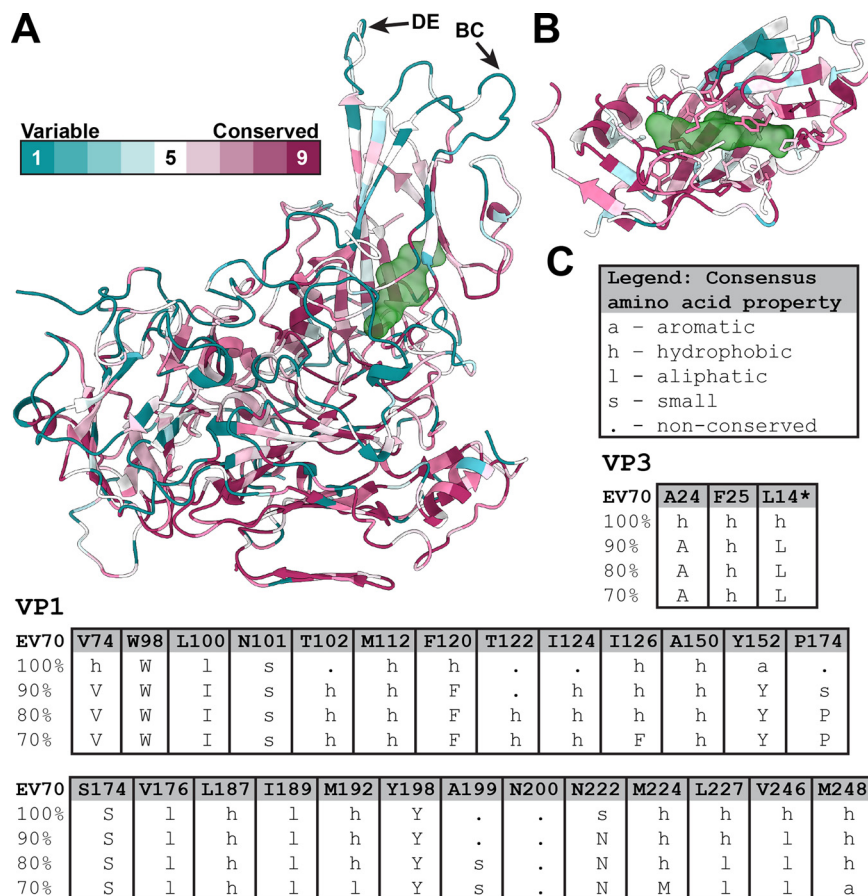 A
DE
BC
B
Variable Conserved
1 5 9
C
Legend: Consensus
amino acid property
a – aromatic
h – hydrophobic
l – aliphatic
s – small
. – non-conserved
VP3
EV70 A24 F25 L14*
100% h h h
90% A h L
80% A h L
70% A h L
VP1
EV70 V74 W98 L100 N101 T102 M112 F120 T122 I124 I126 A150 Y152 P174
100% h W l s . h h . . h h a .
90% V W I s h h F . h h h Y s
80% V W I s h h F h h h h Y P
70% V W I s h h F h h F h Y P
EV70 S174 V176 L187 I189 M192 Y198 A199 N200 N222 M224 L227 V246 M248
100% S l h l h Y . . s h h h h
90% S l h l h Y . . N h h l h
80% S l h l h Y s . N h l l h
70% S l h l l Y s . N M l l a